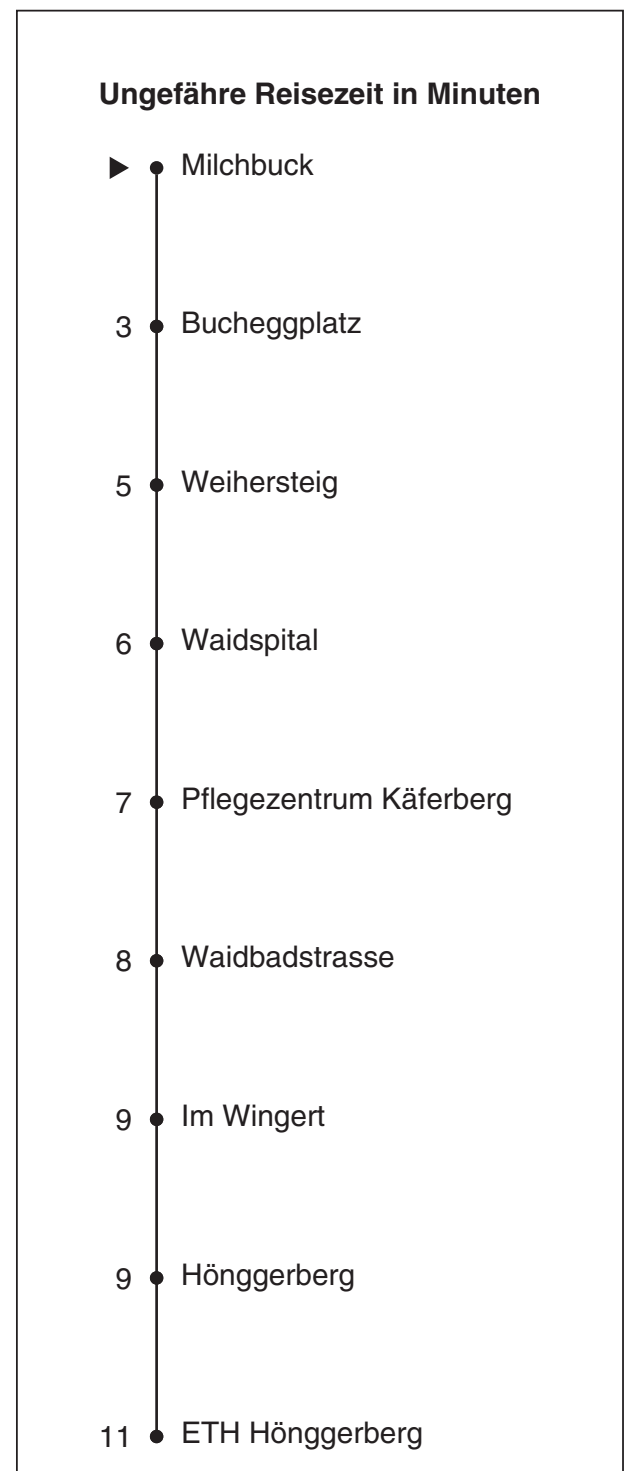 Ungefähre Reisezeit in Minuten
Milchbuck
3 Bucheggplatz
5 Weihersteig
6 Waidspital
7 Pflegezentrum Käferberg
8 Waidbadstrasse
9 Im Wingert
9 Hönggerberg
11 ETH Hönggerberg